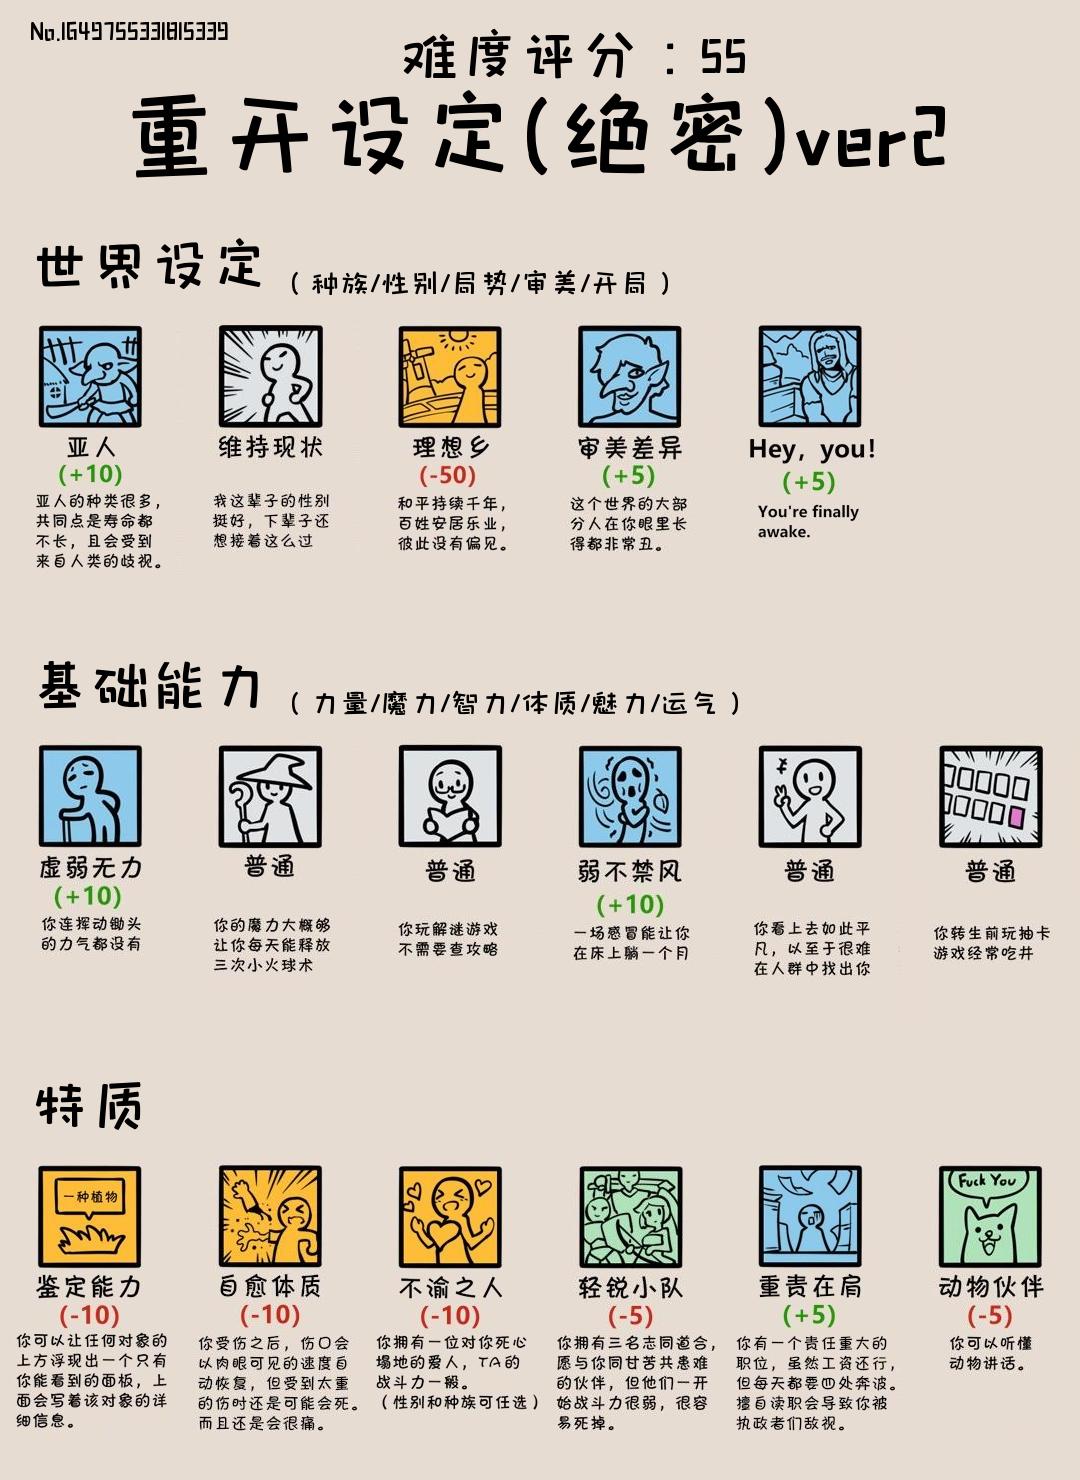 No.1649755331815339
难度评分：55
重开设定(绝密)ver2
世界设定
（种族/性别/局势/审美/开局）
亚人
(+10)
亚人的种类很多，
共同点是寿命都
不长，且会受到
来自人类的歧视。
维持现状
我这辈子的性别
挺好，下辈子还
想接着这么过
理想乡
(-50)
和平持续千年，
百姓安居乐业，
彼此没有偏见。
审美差异
(+5)
这个世界的大部
分人在你眼里长
得都非常丑。
Hey, you!
(+5)
You're finally
awake.
基础能力
（力量/魔力/智力/体质/魅力/运气）
虚弱无力
(+10)
你连挥动锄头
的力气都没有
普通
你的魔力大概够
让你每天能释放
三次小火球术
普通
你玩解谜游戏
不需要查攻略
弱不禁风
(+10)
一场感冒能让你
在床上躺一个月
普通
你看上去如此平
凡，以至于很难
在人群中找出你
普通
你转生前玩抽卡
游戏经常吃井
特质
一种植物
鉴定能力
(-10)
你可以让任何对象的
上方浮现出一个只有
你能看到的面板，上
面会写着该对象的详
细信息。
自愈体质
(-10)
你受伤之后，伤口会
以肉眼可见的速度自
动恢复，但受到太重
的伤时还是可能会死。
而且还是会很痛。
不渝之人
(-10)
你拥有一位对你死心
塌地的爱人，TA的
战斗力一般。
（性别和种族可任选）
轻锐小队
(-5)
你拥有三名志同道合，
愿与你同甘苦共患难
的伙伴，但他们一开
始战斗力很弱，很容
易死掉。
重责在肩
(+5)
你有一个责任重大的
职位，虽然工资还行，
但每天都要四处奔波。
擅自读职会导致你被
执政者们敌视。
Fuck You
动物伙伴
(-5)
你可以听懂
动物讲话。